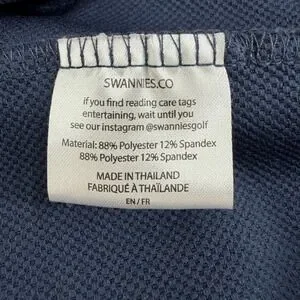 SWANNIES.CO
if you find reading care tags
entertaining, wait until you
see our instagram @swanniesgolf
Material: 88% Polyester 12% Spandex
88% Polyester 12% Spandex
MADE IN THAILAND
FABRIQUÉ À THAÏLANDE
EN / FR